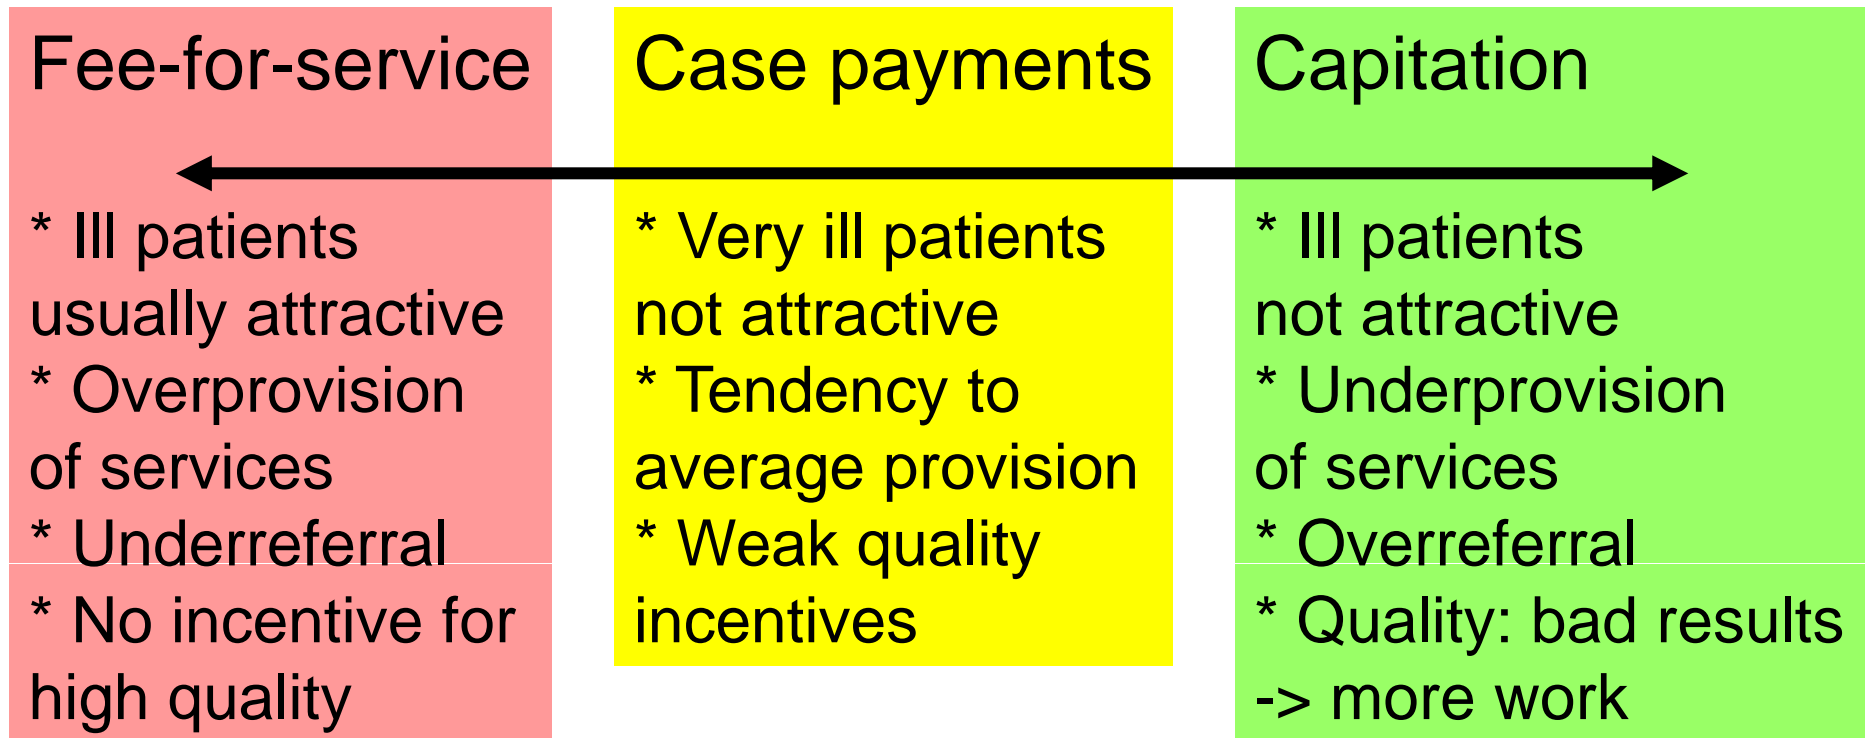 Fee-for-service
* Ill patients
usually attractive
* Overprovision
of services
* Underreferral
* No incentive for
high quality
Case payments
* Very ill patients
not attractive
* Tendency to
average provision
* Weak quality
incentives
Capitation
* Ill patients
not attractive
* Underprovision
of services
* Overreferral
* Quality: bad results
-> more work